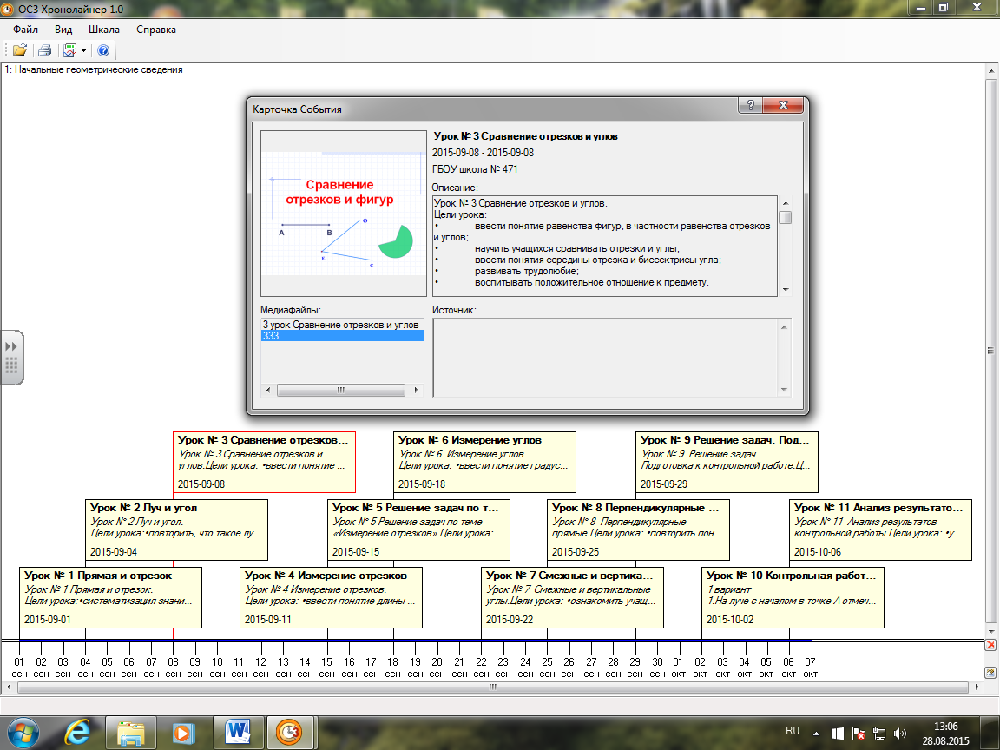 ОС3 Хронолайнер 1.0
Файл Вид Шкала Справка
1: Начальные геометрические сведения
Карточка События
Сравнение
отрезков и фигур
A B O E C
Урок № 3 Сравнение отрезков и углов
2015-09-08 - 2015-09-08
ГБОУ школа № 471
Описание:
Урок № 3 Сравнение отрезков и углов.
Цели урока:
• ввести понятие равенства фигур, в частности равенства отрезков
и углов;
• научить учащихся сравнивать отрезки и углы;
• ввести понятия середины отрезка и биссектрисы угла;
• развивать трудолюбие;
• воспитывать положительное отношение к предмету.
Медиафайлы:
3 урок Сравнение отрезков и углов
333
Источник:
Урок № 3 Сравнение отрезков...
Урок № 3 Сравнение отрезков и
углов.Цели урока: •ввести понятие ...
2015-09-08
Урок № 6 Измерение углов
Урок № 6 Измерение углов.
Цели урока: •ввести понятие градус...
2015-09-18
Урок № 9 Решение задач. Под...
Урок № 9 Решение задач.
Подготовка к контрольной работе.Ц...
2015-09-29
Урок № 2 Луч и угол
Урок № 2 Луч и угол.
Цели урока:•повторить, что такое лу...
2015-09-04
Урок № 5 Решение задач по т...
Урок № 5 Решение задач по теме
«Измерение отрезков».Цели урока: ...
2015-09-15
Урок № 8 Перпендикулярные ...
Урок № 8 Перпендикулярные
прямые.Цели урока: •повторить пон...
2015-09-25
Урок № 11 Анализ результато...
Урок № 11 Анализ результатов
контрольной работы.Цели урока: •у...
2015-10-06
Урок № 1 Прямая и отрезок
Урок № 1 Прямая и отрезок.
Цели урока:•систематизация знани...
2015-09-01
Урок № 4 Измерение отрезков
Урок № 4 Измерение отрезков.
Цели урока: •ввести понятие длины ...
2015-09-11
Урок № 7 Смежные и вертика...
Урок № 7 Смежные и вертикальные
углы.Цели урока: •ознакомить учащ...
2015-09-22
Урок № 10 Контрольная работ...
1 вариант
1.На луче с началом в точке А отмеч...
2015-10-02
01 02 03 04 05 06 07 08 09 10 11 12 13 14 15 16 17 18 19 20 21 22 23 24 25 26 27 28 29 30 01 02 03 04 05 06 07
сен сен сен сен сен сен сен сен сен сен сен сен сен сен сен сен сен сен сен сен сен сен сен сен сен сен сен сен сен сен окт окт окт окт окт окт окт
RU
13:06
28.08.2015